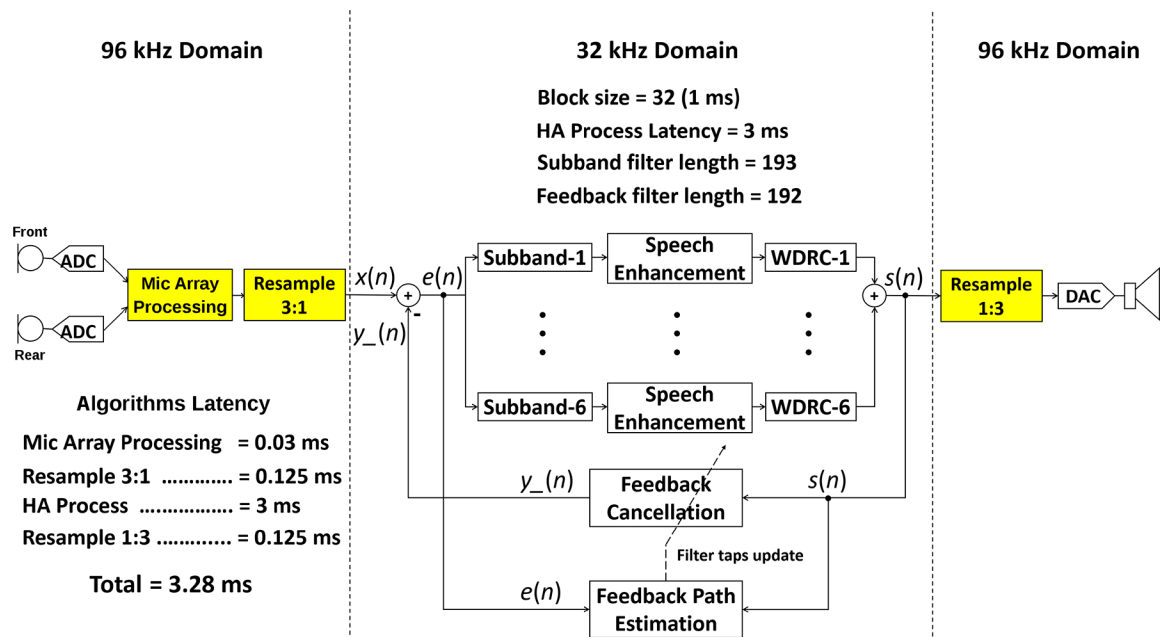 96 kHz Domain
32 kHz Domain
96 kHz Domain
Block size = 32 (1 ms)
HA Process Latency = 3 ms
Subband filter length = 193
Feedback filter length = 192
Front
ADC
Mic Array
Processing
Resample
3:1
Rear
ADC
x(n)
+
-
e(n)
y_(n)
Subband-1
Speech
Enhancement
WDRC-1
Subband-6
Speech
Enhancement
WDRC-6
+
s(n)
Resample
1:3
DAC
y_(n)
Feedback
Cancellation
s(n)
Filter taps update
e(n)
Feedback Path
Estimation
Algorithms Latency
Mic Array Processing = 0.03 ms
Resample 3:1 ............. = 0.125 ms
HA Process ................ = 3 ms
Resample 1:3 ............ = 0.125 ms
Total = 3.28 ms